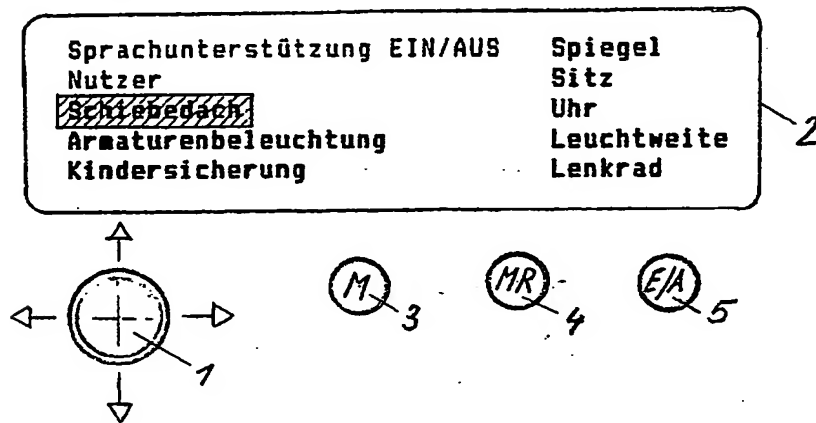 Sprachunterstützung EIN/AUS Spiegel
Nutzer Sitz
Schiebedach Uhr
Armaturenbeleuchtung Leuchtweite
Kindersicherung Lenkrad
2
M 3 MR 4 E/A 5
1